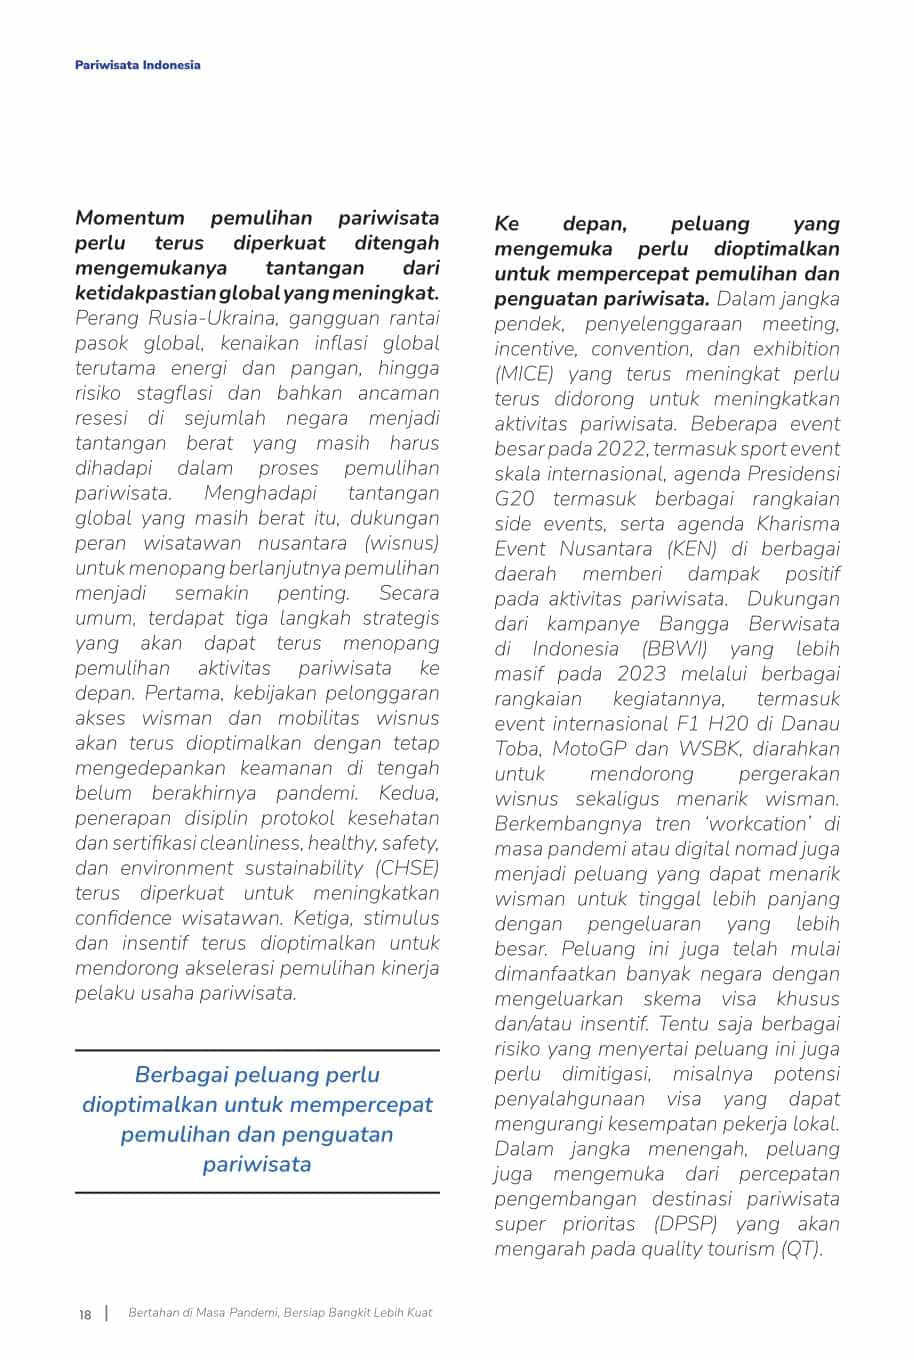 Pariwisata Indonesia
Momentum pemulihan pariwisata
perlu terus diperkuat ditengah
mengemukanya tantangan dari
ketidakpastian global yang meningkat.
Perang Rusia-Ukraina, gangguan rantai
pasok global, kenaikan inflasi global
terutama energi dan pangan, hingga
risiko stagflasi dan bahkan ancaman
resesi di sejumlah negara menjadi
tantangan berat yang masih harus
dihadapi dalam proses pemulihan
pariwisata. Menghadapi tantangan
global yang masih berat itu, dukungan
peran wisatawan nusantara (wisnus)
untuk menopang berlanjutnya pemulihan
menjadi semakin penting. Secara
umum, terdapat tiga langkah strategis
yang akan dapat terus menopang
pemulihan aktivitas pariwisata ke
depan. Pertama, kebijakan pelonggaran
akses wisman dan mobilitas wisnus
akan terus dioptimalkan dengan tetap
mengedepankan keamanan di tengah
belum berakhirnya pandemi. Kedua,
penerapan disiplin protokol kesehatan
dan sertifikasi cleanliness, healthy, safety,
dan environment sustainability (CHSE)
terus diperkuat untuk meningkatkan
confidence wisatawan. Ketiga, stimulus
dan insentif terus dioptimalkan untuk
mendorong akselerasi pemulihan kinerja
pelaku usaha pariwisata.
Berbagai peluang perlu
dioptimalkan untuk mempercepat
pemulihan dan penguatan
pariwisata
Ke depan, peluang yang
mengemuka perlu dioptimalkan
untuk mempercepat pemulihan dan
penguatan pariwisata. Dalam jangka
pendek, penyelenggaraan meeting,
incentive, convention, dan exhibition
(MICE) yang terus meningkat perlu
terus didorong untuk meningkatkan
aktivitas pariwisata. Beberapa event
besar pada 2022, termasuk sport event
skala internasional, agenda Presidensi
G20 termasuk berbagai rangkaian
side events, serta agenda Kharisma
Event Nusantara (KEN) di berbagai
daerah memberi dampak positif
pada aktivitas pariwisata. Dukungan
dari kampanye Bangga Berwisata
di Indonesia (BBWI) yang lebih
masif pada 2023 melalui berbagai
rangkaian kegiatannya, termasuk
event internasional F1 H20 di Danau
Toba, MotoGP dan WSBK, diarahkan
untuk mendorong pergerakan
wisnus sekaligus menarik wisman.
Berkembangnya tren ‘workcation’ di
masa pandemi atau digital nomad juga
menjadi peluang yang dapat menarik
wisman untuk tinggal lebih panjang
dengan pengeluaran yang lebih
besar. Peluang ini juga telah mulai
dimanfaatkan banyak negara dengan
mengeluarkan skema visa khusus
dan/atau insentif. Tentu saja berbagai
risiko yang menyertai peluang ini juga
perlu dimitigasi, misalnya potensi
penyalahgunaan visa yang dapat
mengurangi kesempatan pekerja lokal.
Dalam jangka menengah, peluang
juga mengemuka dari percepatan
pengembangan destinasi pariwisata
super prioritas (DPSP) yang akan
mengarah pada quality tourism (QT).
18 | Bertahan di Masa Pandemi, Bersiap Bangkit Lebih Kuat